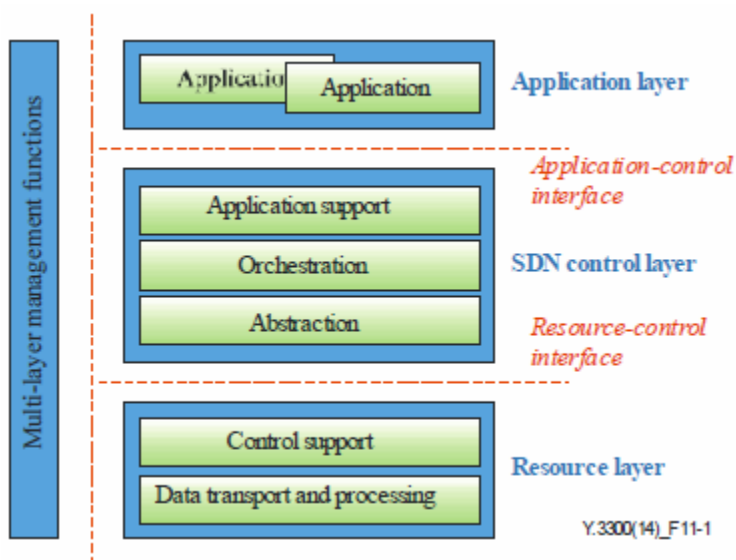 Multi-layer management functions
Applicatio
Application
Application layer
Application-control
interface
Application support
Orchestration
SDN control layer
Abstraction
Resource-control
interface
Control support
Resource layer
Data transport and processing
Y.3300(14)_F11-1